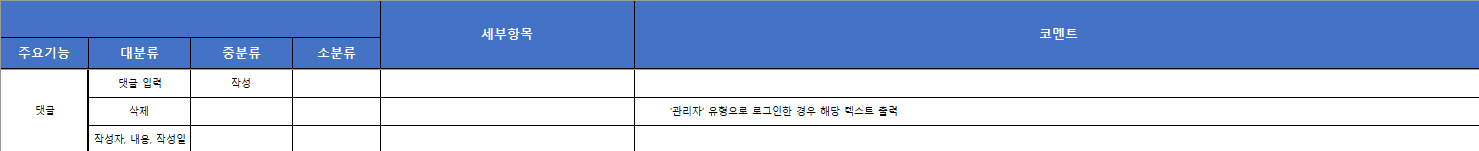 세부항목 코멘트
주요기능 대분류 중분류 소분류
댓글 입력 작성
댓글 삭제 '관리자' 유형으로 로그인한 경우 해당 텍스트 출력
작성자, 내용, 작성일